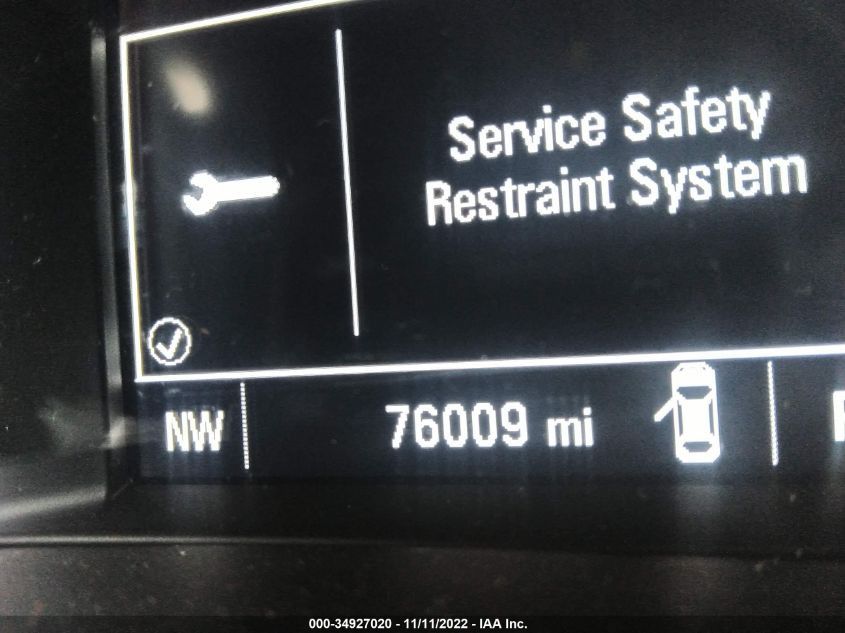 Service Safety
Restraint System
NW 76009 mi
000-34927020 - 11/11/2022 - IAA Inc.